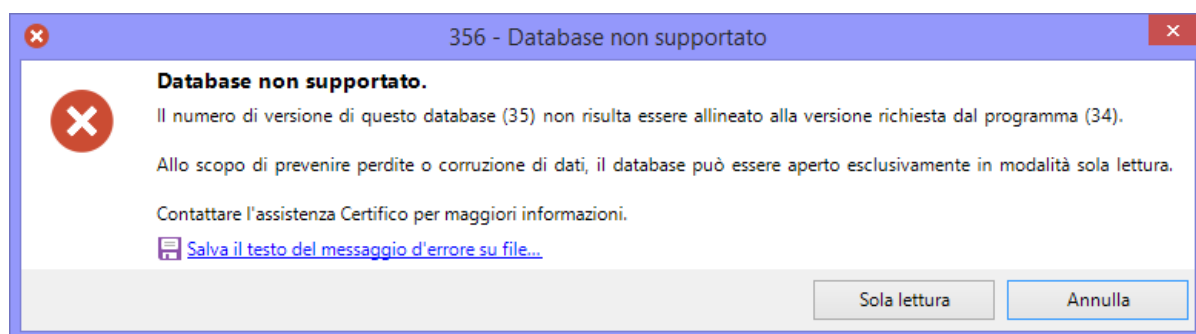 356 - Database non supportato
Database non supportato.
Il numero di versione di questo database (35) non risulta essere allineato alla versione richiesta dal programma (34).
Allo scopo di prevenire perdite o corruzione di dati, il database può essere aperto esclusivamente in modalità sola lettura.
Contattare l'assistenza Certifico per maggiori informazioni.
Salva il testo del messaggio d'errore su file...
Sola lettura
Annulla